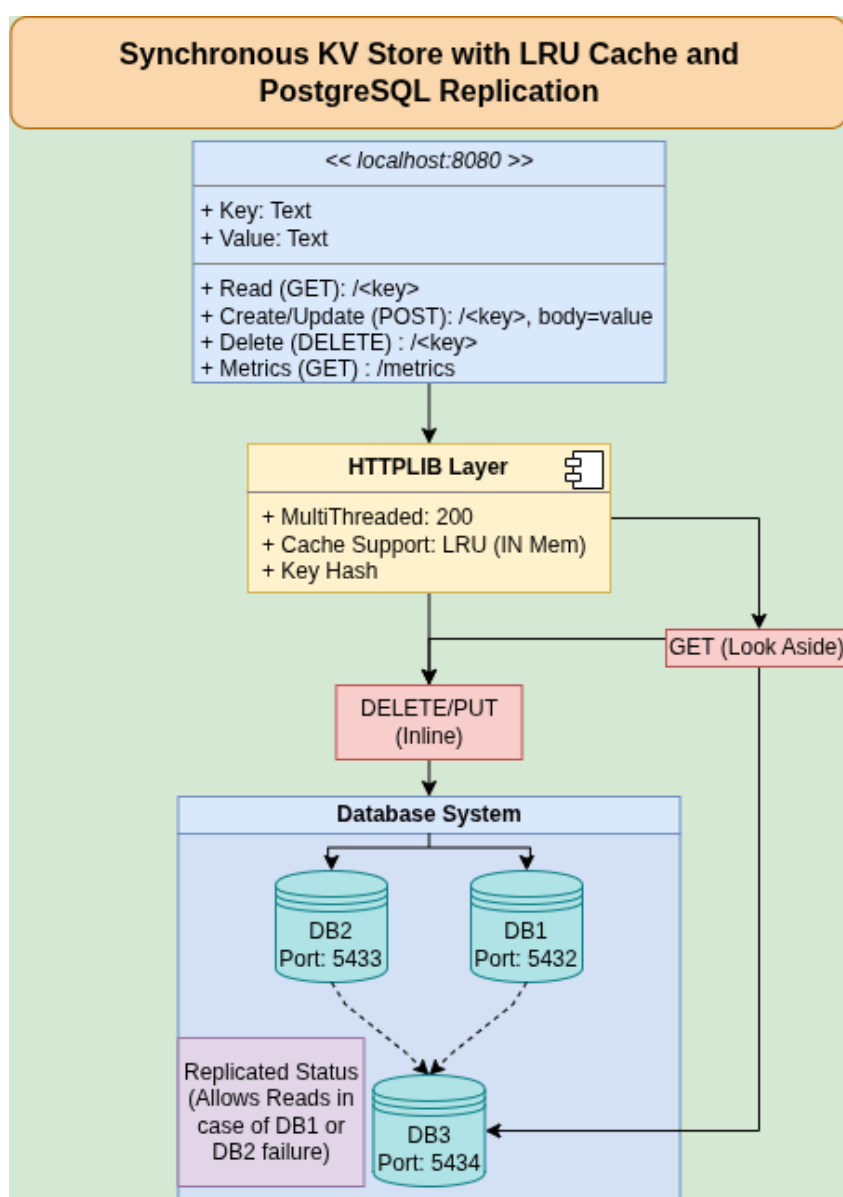 Synchronous KV Store with LRU Cache and
PostgreSQL Replication
<< localhost:8080 >>
+ Key: Text
+ Value: Text
+ Read (GET): /<key>
+ Create/Update (POST): /<key>, body=value
+ Delete (DELETE) : /<key>
+ Metrics (GET) : /metrics
HTTPLIB Layer
+ MultiThreaded: 200
+ Cache Support: LRU (IN Mem)
+ Key Hash
GET (Look Aside)
DELETE/PUT
(Inline)
Database System
DB2
Port: 5433
DB1
Port: 5432
Replicated Status
(Allows Reads in
case of DB1 or
DB2 failure)
DB3
Port: 5434